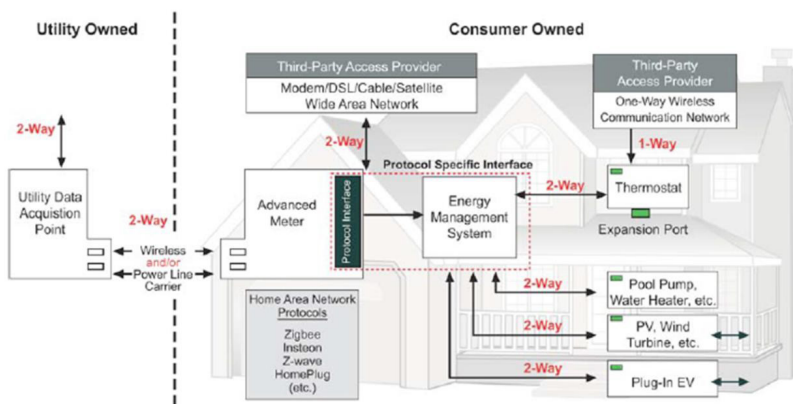 Utility Owned
Consumer Owned
Third-Party Access Provider
Modem/DSL/Cable/Satellite
Wide Area Network
Third-Party
Access Provider
One-Way Wireless
Communication Network
2-Way
2-Way
1-Way
Protocol Specific Interface
Utility Data
Acquistion
Point
2-Way
Wireless
and/or
Power Line
Carrier
Advanced
Meter
Protocol Interface
Energy
Management
System
2-Way
Thermostat
Expansion Port
Home Area Network
Protocols
Zigbee
Insteon
Z-wave
HomePlug
(etc.)
2-Way
Pool Pump,
Water Heater, etc.
2-Way
PV, Wind
Turbine, etc.
2-Way
Plug-In EV